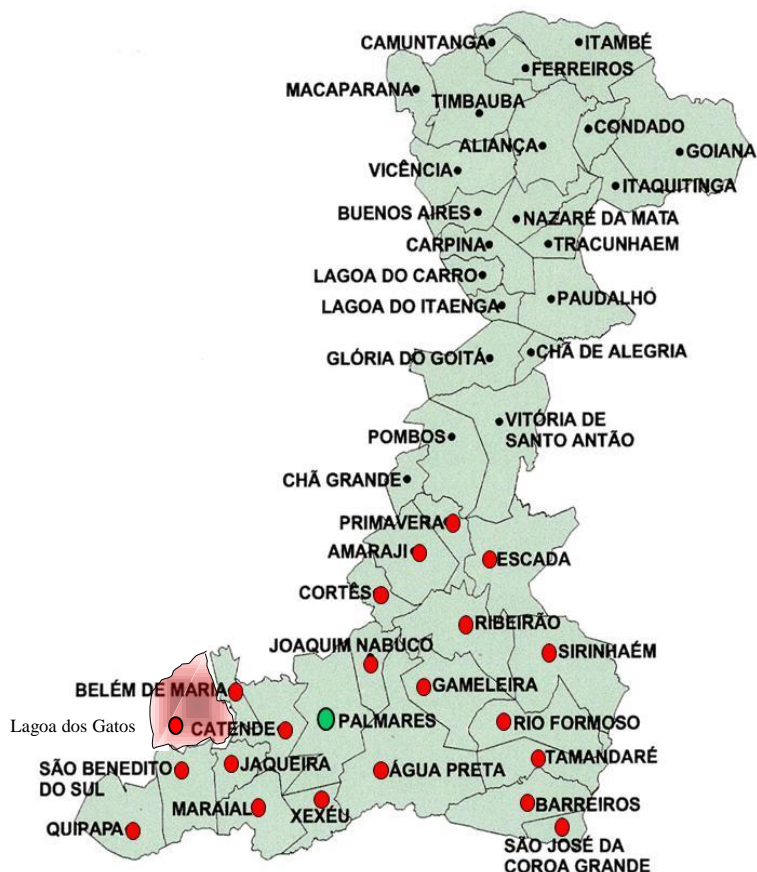 CAMUNTANGA
ITAMBÉ
FERREIROS
MACAPARANA
TIMBAUBA
CONDADO
ALIANÇA
GOIANA
VICÊNCIA
ITAQUITINGA
BUENOS AIRES
NAZARÉ DA MATA
CARPINA
TRACUNHAEM
LAGOA DO CARRO
LAGOA DO ITAENGA
PAUDALHO
GLÓRIA DO GOITÁ
CHÃ DE ALEGRIA
VITÓRIA DE
SANTO ANTÃO
POMBOS
CHÃ GRANDE
PRIMAVERA
AMARAJI
ESCADA
CORTÊS
RIBEIRÃO
JOAQUIM NABUCO
SIRINHAÉM
BELÉM DE MARIA
GAMELEIRA
Lagoa dos Gatos
CATENDE
PALMARES
RIO FORMOSO
SÃO BENEDITO
DO SUL
JAQUEIRA
ÁGUA PRETA
TAMANDARÉ
MARAIAL
XEXÉU
BARREIROS
QUIPAPA
SÃO JOSÉ DA
COROA GRANDE